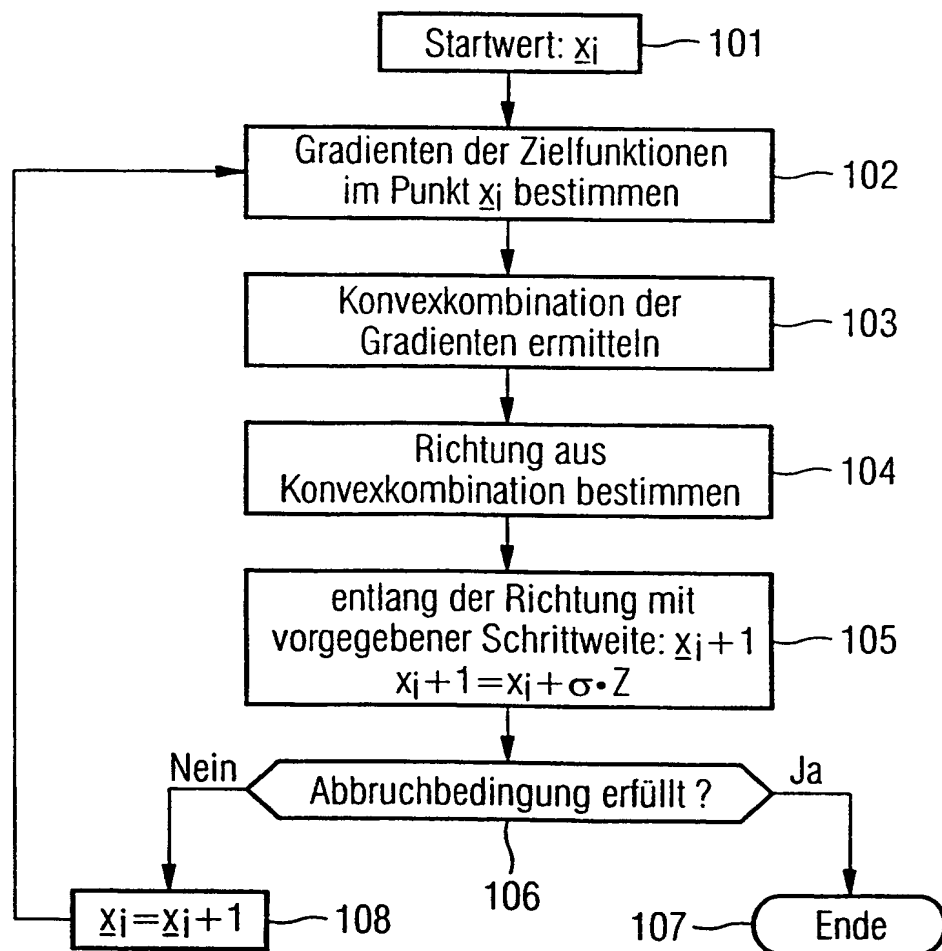 Startwert: x̲i
101
Gradienten der Zielfunktionen
im Punkt x̲i bestimmen
102
Konvexkombination der
Gradienten ermitteln
103
Richtung aus
Konvexkombination bestimmen
104
entlang der Richtung mit
vorgegebener Schrittweite: x̲i+1
xi+1=xi+σ•Z
105
Nein
Abbruchbedingung erfüllt ?
Ja
106
x̲i=x̲i+1
108
107
Ende